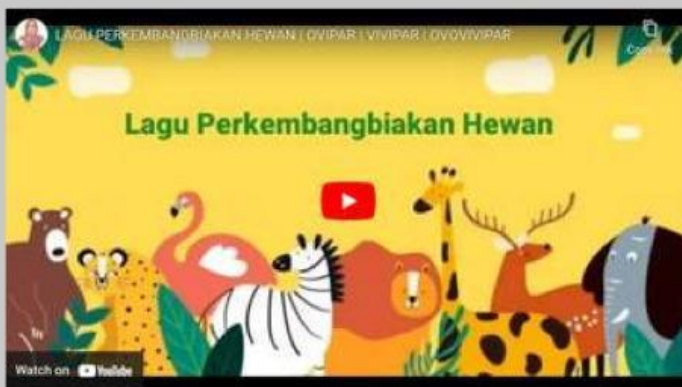 LAGU PERKEMBANGBIAKAN HEWAN | OVIPAR | VIVIPAR | OVOVIVIPAR
Copy link
Lagu Perkembangbiakan Hewan
Watch on YouTube